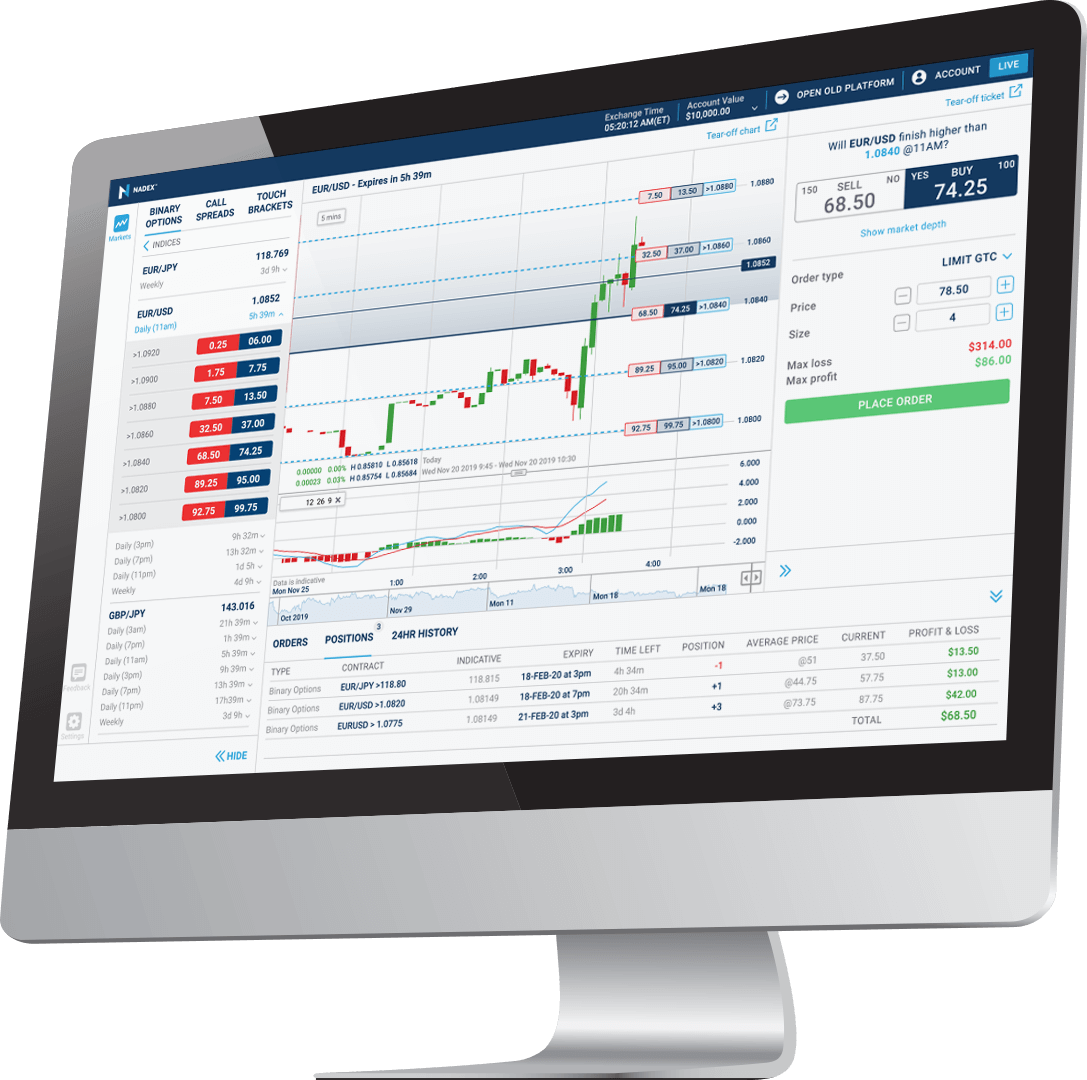 NADEX™
Exchange Time
05:20:12 AM(ET)
Account Value
$10,000.00
OPEN OLD PLATFORM
ACCOUNT
LIVE
Markets
BINARY OPTIONS
CALL SPREADS
TOUCH BRACKETS
INDICES
EUR/JPY 118.769
Weekly 3d 9h
EUR/USD 1.0852
Daily (11am) 5h 39m
>1.0920 0.25 06.00
>1.0900 1.75 7.75
>1.0880 7.50 13.50
>1.0860 32.50 37.00
>1.0840 68.50 74.25
>1.0820 89.25 95.00
>1.0800 92.75 99.75
Daily (3pm) 9h 32m
Daily (7pm) 13h 32m
Daily (11pm) 1d 5h
Weekly 4d 9h
GBP/JPY 143.016
Daily (3am) 21h 39m
Daily (7pm) 1h 39m
Daily (11am) 5h 39m
Daily (3pm) 9h 39m
Daily (7pm) 13h 39m
Daily (11pm) 17h39m
Weekly 3d 9h
Feedback
Settings
HIDE
EUR/USD - Expires in 5h 39m
Tear-off chart
5 mins
7.50 13.50 >1.0880 1.0880
32.50 37.00 >1.0860 1.0860
1.0852
68.50 74.25 >1.0840 1.0840
89.25 95.00 >1.0820 1.0820
92.75 99.75 >1.0800 1.0800
0.00000 0.00% H 0.85810 L 0.85618 Today
0.00023 0.03% H 0.85754 L 0.85684 Wed Nov 20 2019 9:45 - Wed Nov 20 2019 10:30
12 26 9 X
6.000
4.000
2.000
0.000
-2.000
Data is indicative
Mon Nov 25
1:00 2:00 3:00 4:00
Oct 2019 Nov 29 Mon 11 Mon 18 Mon 18
Tear-off ticket
Will EUR/USD finish higher than
1.0840 @11AM?
150 SELL NO
68.50
YES BUY 100
74.25
Show market depth
Order type LIMIT GTC
Price 78.50
Size 4
Max loss $314.00
Max profit $86.00
PLACE ORDER
ORDERS POSITIONS 3 24HR HISTORY
TYPE CONTRACT INDICATIVE EXPIRY TIME LEFT POSITION AVERAGE PRICE CURRENT PROFIT & LOSS
Binary Options EUR/JPY >118.80 118.815 18-FEB-20 at 3pm 4h 34m -1 @51 37.50 $13.50
Binary Options EUR/USD >1.0820 1.08149 18-FEB-20 at 7pm 20h 34m +1 @44.75 57.75 $13.00
Binary Options EURUSD > 1.0775 1.08149 21-FEB-20 at 3pm 3d 4h +3 @73.75 87.75 $42.00
TOTAL $68.50